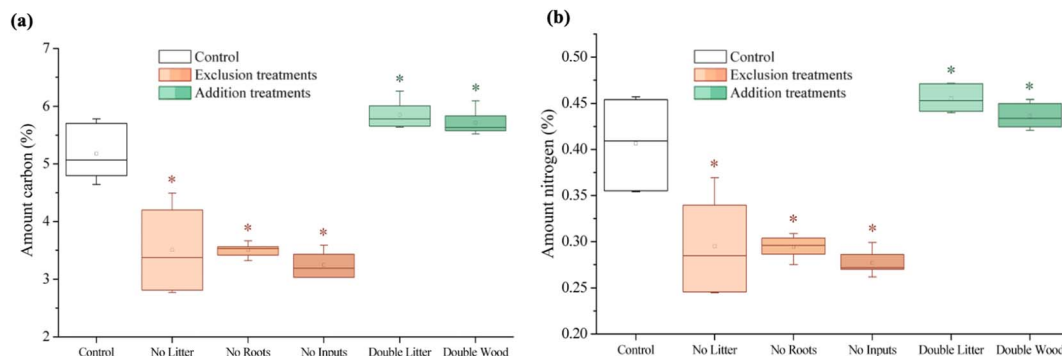 (a)
Amount carbon (%)
7
6
5
4
3
2
Control
Exclusion treatments
Addition treatments
*
*
*
*
*
Control
No Litter
No Roots
No Inputs
Double Litter
Double Wood
(b)
Amount nitrogen (%)
0.50
0.45
0.40
0.35
0.30
0.25
0.20
Control
Exclusion treatments
Addition treatments
*
*
*
*
*
Control
No Litter
No Roots
No Inputs
Double Litter
Double Wood